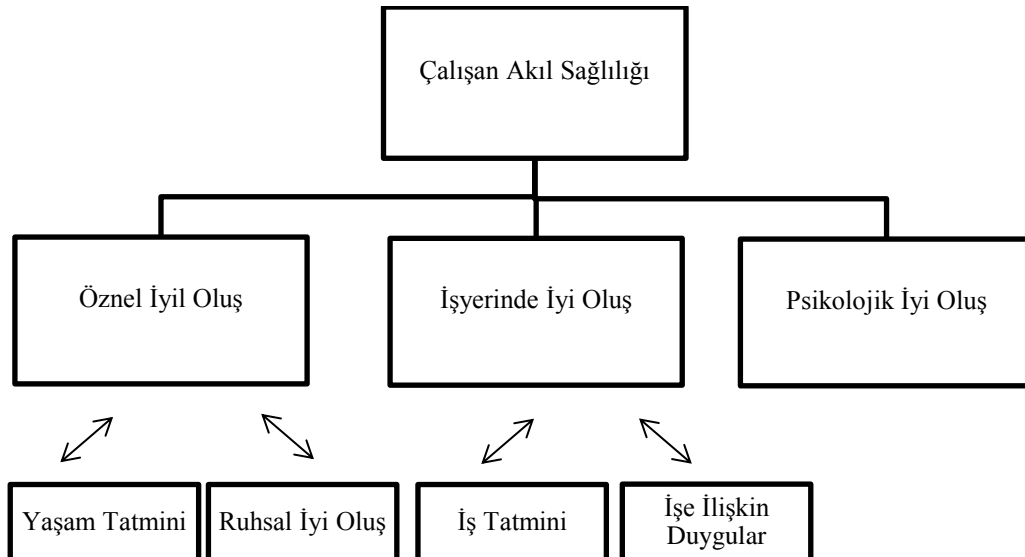 Çalışan Akıl Sağlılığı
Öznel İyil Oluş
İşyerinde İyi Oluş
Psikolojik İyi Oluş
Yaşam Tatmini
Ruhsal İyi Oluş
İş Tatmini
İşe İlişkin
Duygular